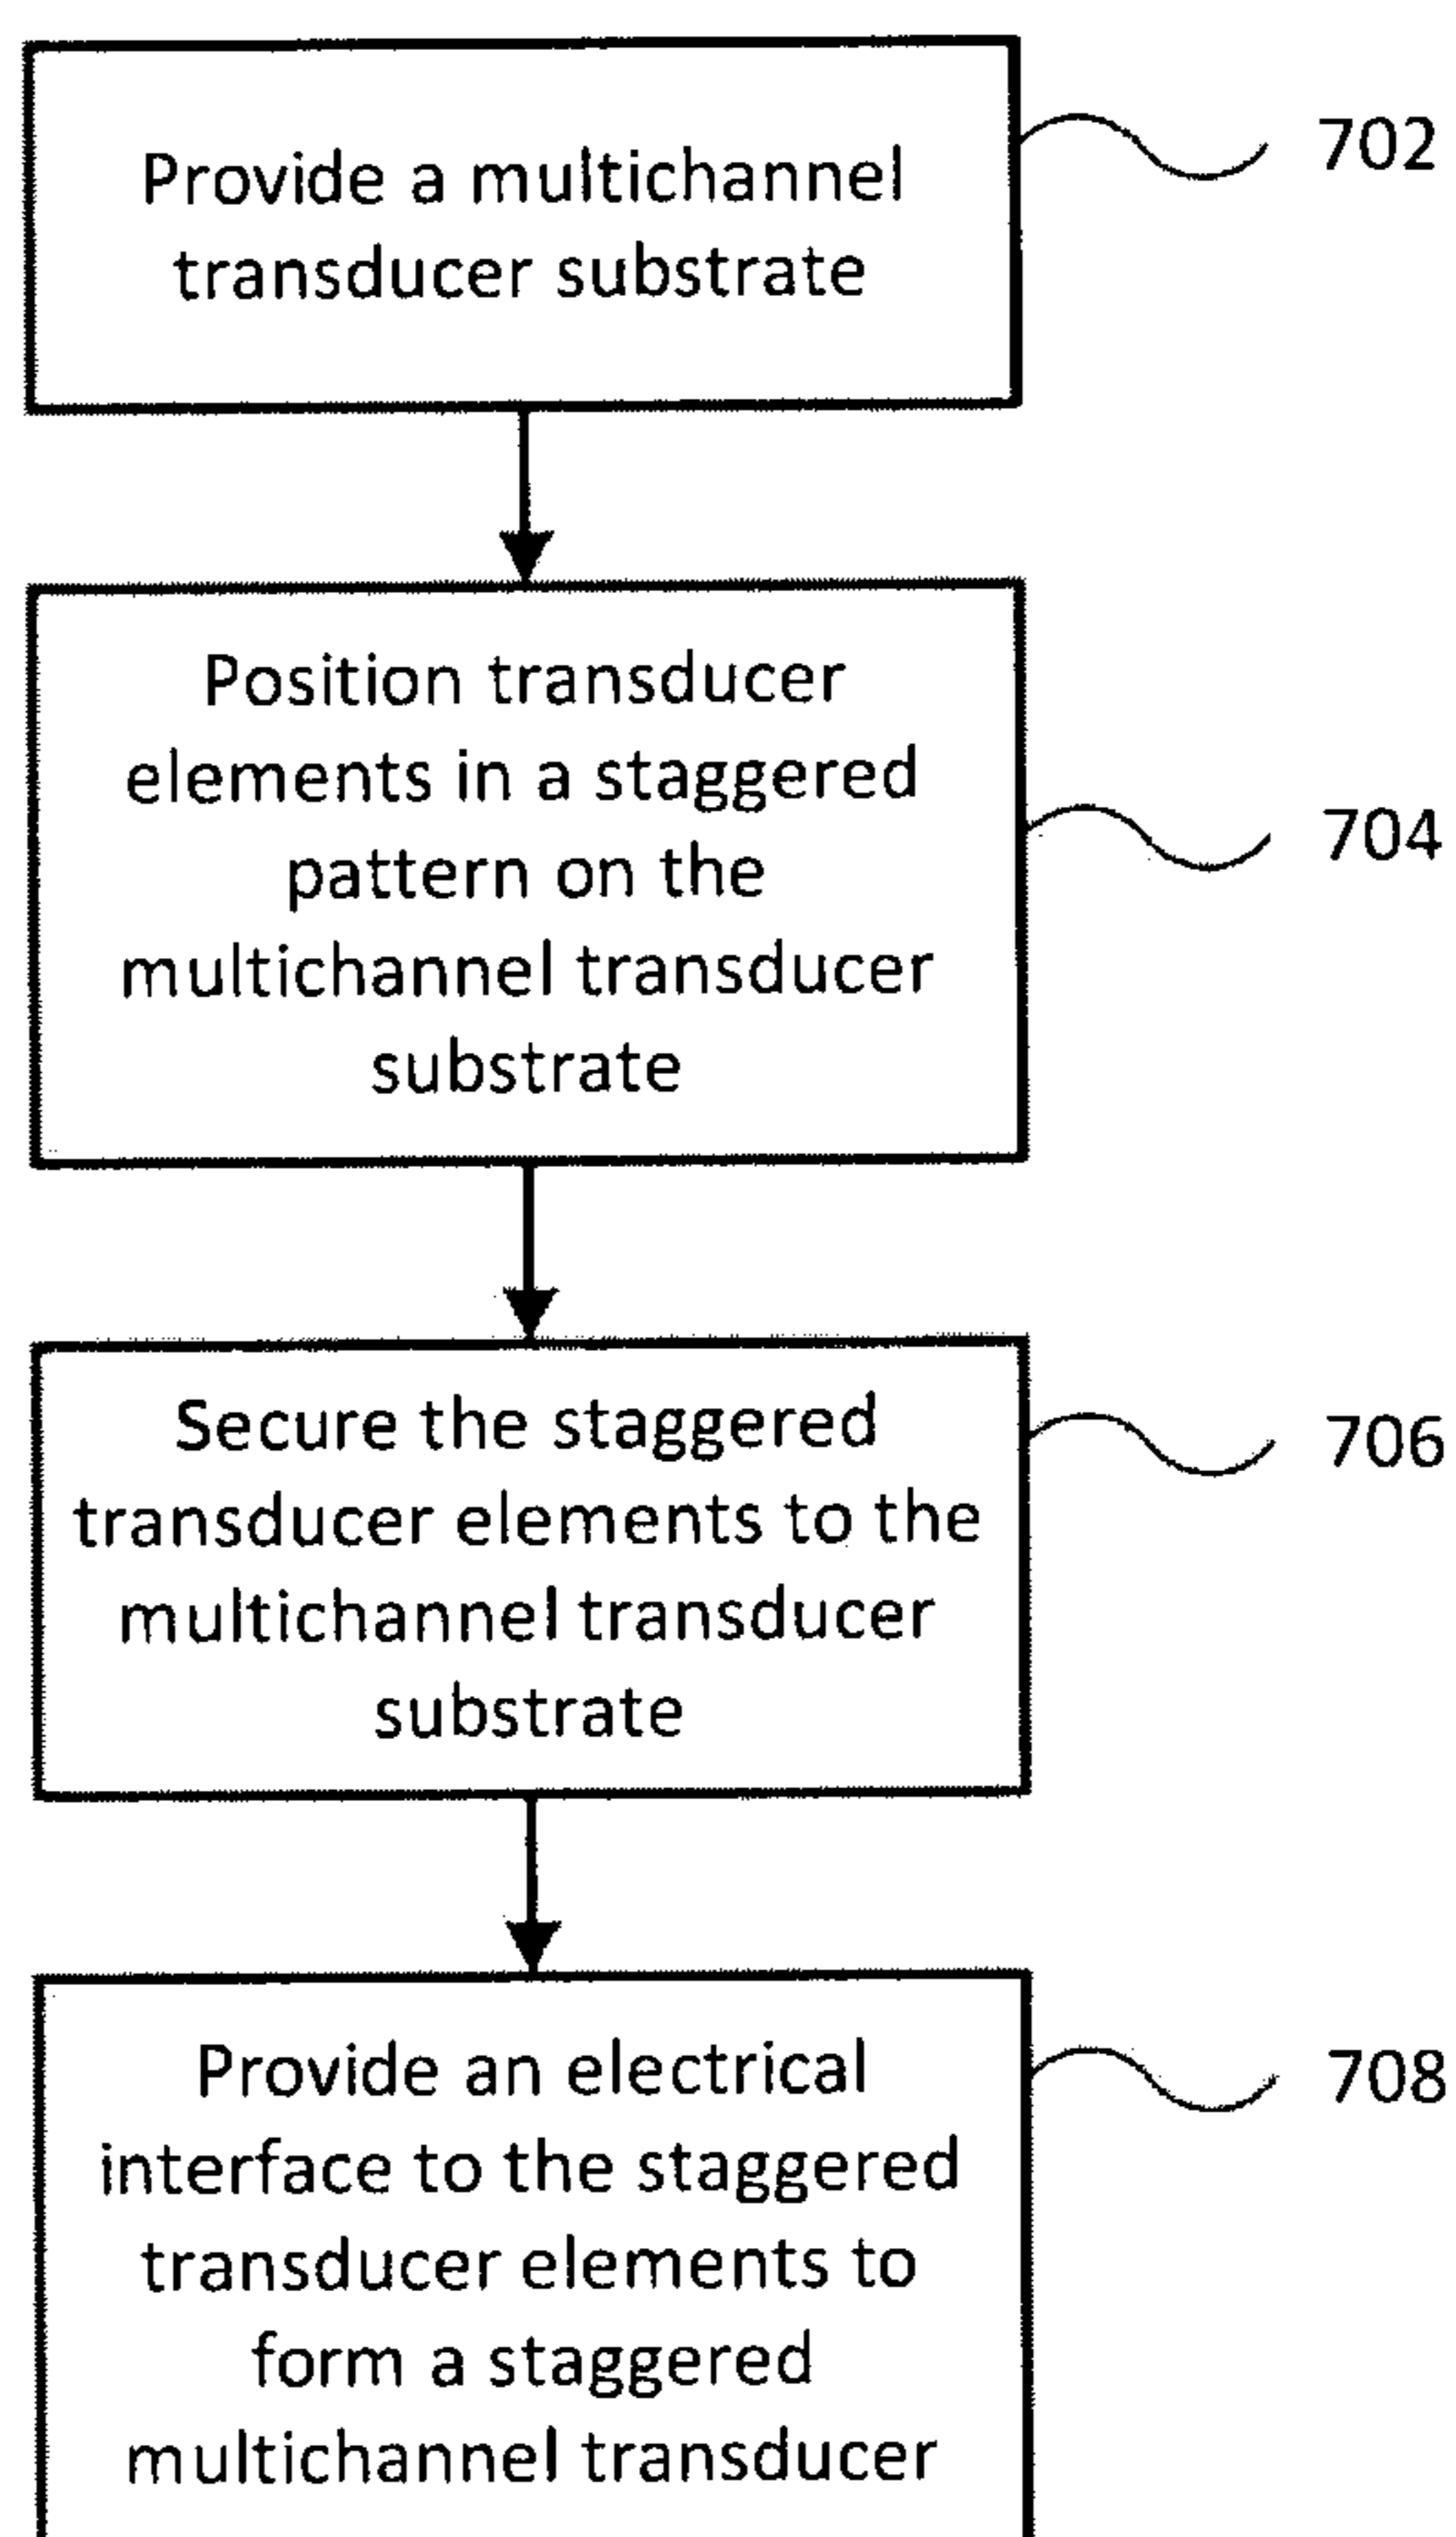 Provide a multichannel
transducer substrate
702
Position transducer
elements in a staggered
pattern on the
multichannel transducer
substrate
704
Secure the staggered
transducer elements to the
multichannel transducer
substrate
706
Provide an electrical
interface to the staggered
transducer elements to
form a staggered
multichannel transducer
708